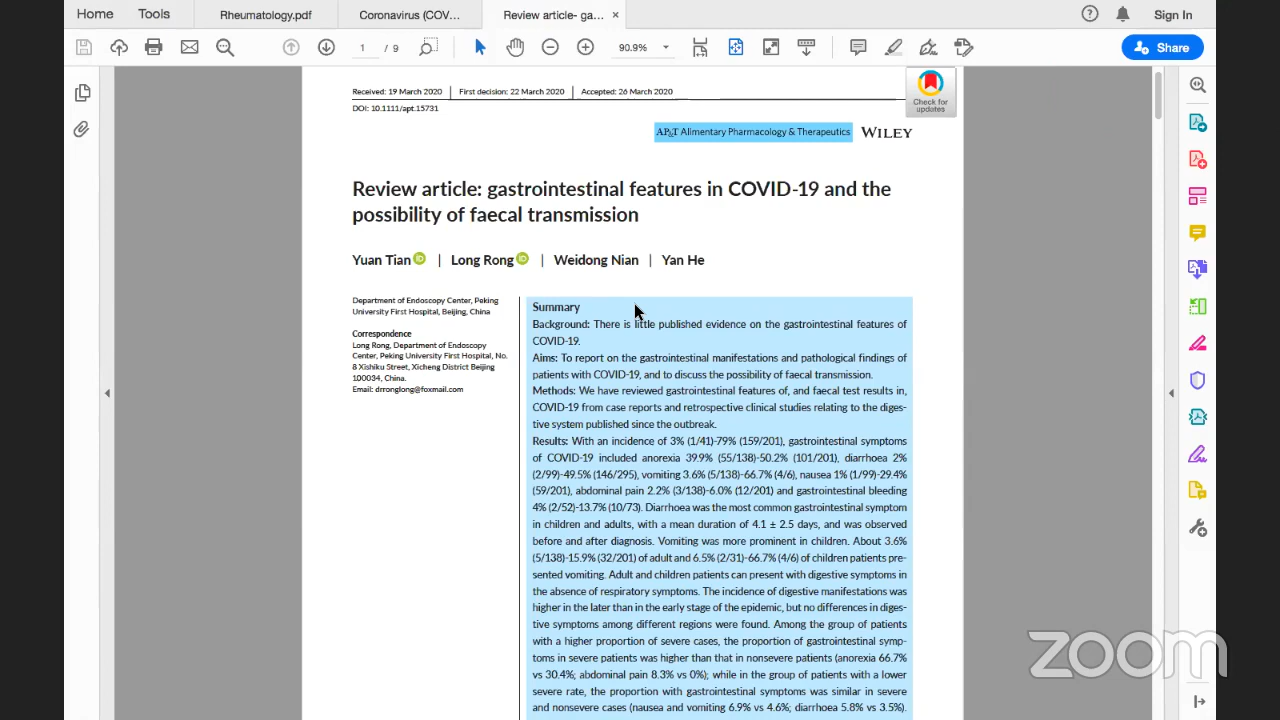 Home
Tools
Rheumatology.pdf
Coronavirus (COV...
Review article- ga...
×
Sign In
1
/ 9
90.9%
Share
Received: 19 March 2020 | First decision: 22 March 2020 | Accepted: 26 March 2020
DOI: 10.1111/apt.15731
Check for
updates
AP&T Alimentary Pharmacology & Therapeutics
WILEY
Review article: gastrointestinal features in COVID-19 and the
possibility of faecal transmission
Yuan Tian | Long Rong | Weidong Nian | Yan He
Department of Endoscopy Center, Peking
University First Hospital, Beijing, China
Correspondence
Long Rong, Department of Endoscopy
Center, Peking University First Hospital, No.
8 Xishiku Street, Xicheng District Beijing
100034, China.
Email: drronglong@foxmail.com
Summary
Background: There is little published evidence on the gastrointestinal features of
COVID-19.
Aims: To report on the gastrointestinal manifestations and pathological findings of
patients with COVID-19, and to discuss the possibility of faecal transmission.
Methods: We have reviewed gastrointestinal features of, and faecal test results in,
COVID-19 from case reports and retrospective clinical studies relating to the diges-
tive system published since the outbreak.
Results: With an incidence of 3% (1/41)-79% (159/201), gastrointestinal symptoms
of COVID-19 included anorexia 39.9% (55/138)-50.2% (101/201), diarrhoea 2%
(2/99)-49.5% (146/295), vomiting 3.6% (5/138)-66.7% (4/6), nausea 1% (1/99)-29.4%
(59/201), abdominal pain 2.2% (3/138)-6.0% (12/201) and gastrointestinal bleeding
4% (2/52)-13.7% (10/73). Diarrhoea was the most common gastrointestinal symptom
in children and adults, with a mean duration of 4.1 ± 2.5 days, and was observed
before and after diagnosis. Vomiting was more prominent in children. About 3.6%
(5/138)-15.9% (32/201) of adult and 6.5% (2/31)-66.7% (4/6) of children patients pre-
sented vomiting. Adult and children patients can present with digestive symptoms in
the absence of respiratory symptoms. The incidence of digestive manifestations was
higher in the later than in the early stage of the epidemic, but no differences in diges-
tive symptoms among different regions were found. Among the group of patients
with a higher proportion of severe cases, the proportion of gastrointestinal symp-
toms in severe patients was higher than that in nonsevere patients (anorexia 66.7%
vs 30.4%; abdominal pain 8.3% vs 0%); while in the group of patients with a lower
severe rate, the proportion with gastrointestinal symptoms was similar in severe
and nonsevere cases (nausea and vomiting 6.9% vs 4.6%; diarrhoea 5.8% vs 3.5%).
zoom